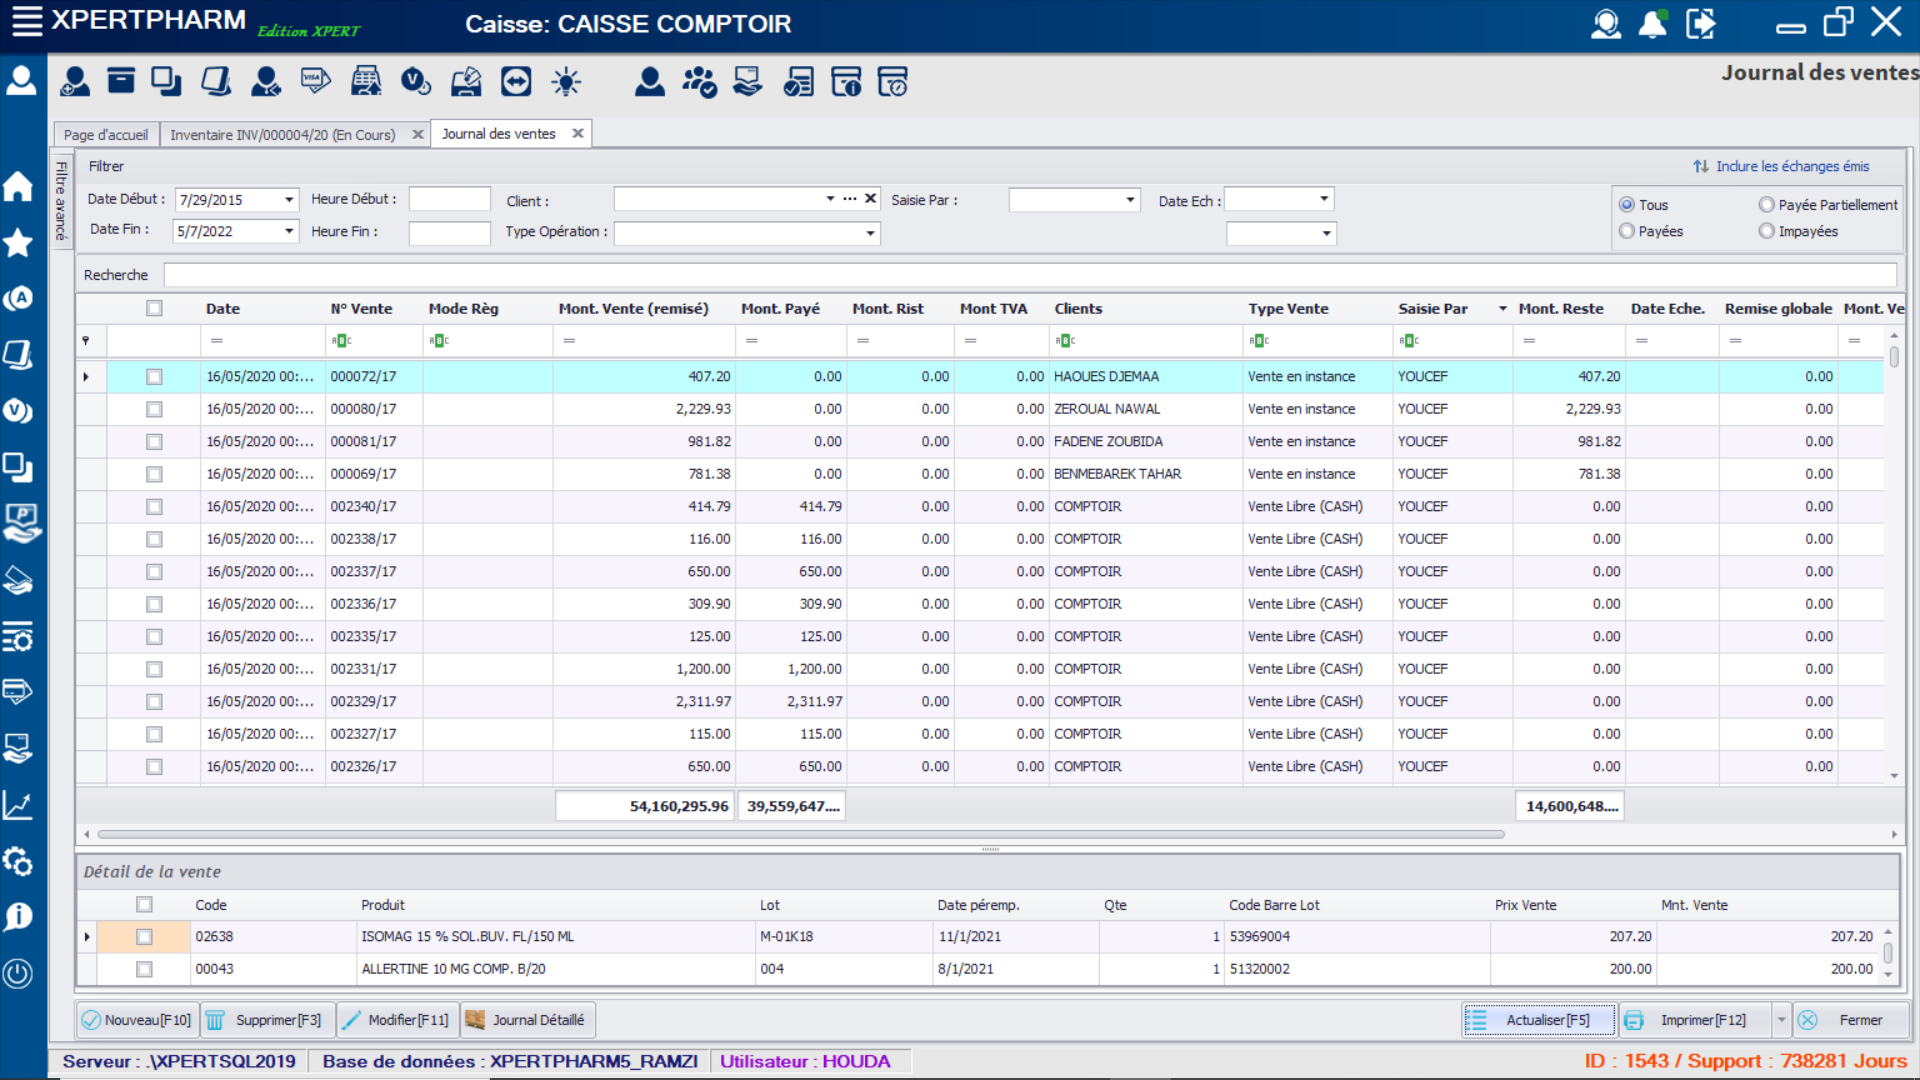 XPERTPHARM Edition XPERT Caisse: CAISSE COMPTOIR
Journal des ventes
Page d'accueil Inventaire INV/000004/20 (En Cours) Journal des ventes
Filtre avancé
Filtrer Inclure les échanges émis
Date Début : 7/29/2015 Heure Début : Client : Saisie Par : Date Ech : Tous Payée Partiellement
Date Fin : 5/7/2022 Heure Fin : Type Opération : Payées Impayées
Recherche
Date N° Vente Mode Règ Mont. Vente (remisé) Mont. Payé Mont. Rist Mont TVA Clients Type Vente Saisie Par Mont. Reste Date Eche. Remise globale Mont. Ve
16/05/2020 00:... 000072/17 407.20 0.00 0.00 0.00 HAOUES DJEMAA Vente en instance YOUCEF 407.20 0.00
16/05/2020 00:... 000080/17 2,229.93 0.00 0.00 0.00 ZEROUAL NAWAL Vente en instance YOUCEF 2,229.93 0.00
16/05/2020 00:... 000081/17 981.82 0.00 0.00 0.00 FADENE ZOUBIDA Vente en instance YOUCEF 981.82 0.00
16/05/2020 00:... 000069/17 781.38 0.00 0.00 0.00 BENMEBAREK TAHAR Vente en instance YOUCEF 781.38 0.00
16/05/2020 00:... 002340/17 414.79 414.79 0.00 0.00 COMPTOIR Vente Libre (CASH) YOUCEF 0.00 0.00
16/05/2020 00:... 002338/17 116.00 116.00 0.00 0.00 COMPTOIR Vente Libre (CASH) YOUCEF 0.00 0.00
16/05/2020 00:... 002337/17 650.00 650.00 0.00 0.00 COMPTOIR Vente Libre (CASH) YOUCEF 0.00 0.00
16/05/2020 00:... 002336/17 309.90 309.90 0.00 0.00 COMPTOIR Vente Libre (CASH) YOUCEF 0.00 0.00
16/05/2020 00:... 002335/17 125.00 125.00 0.00 0.00 COMPTOIR Vente Libre (CASH) YOUCEF 0.00 0.00
16/05/2020 00:... 002331/17 1,200.00 1,200.00 0.00 0.00 COMPTOIR Vente Libre (CASH) YOUCEF 0.00 0.00
16/05/2020 00:... 002329/17 2,311.97 2,311.97 0.00 0.00 COMPTOIR Vente Libre (CASH) YOUCEF 0.00 0.00
16/05/2020 00:... 002327/17 115.00 115.00 0.00 0.00 COMPTOIR Vente Libre (CASH) YOUCEF 0.00 0.00
16/05/2020 00:... 002326/17 650.00 650.00 0.00 0.00 COMPTOIR Vente Libre (CASH) YOUCEF 0.00 0.00
54,160,295.96 39,559,647.... 14,600,648....
Détail de la vente
Code Produit Lot Date péremp. Qte Code Barre Lot Prix Vente Mnt. Vente
02638 ISOMAG 15 % SOL.BUV. FL/150 ML M-01K18 11/1/2021 1 53969004 207.20 207.20
00043 ALLERTINE 10 MG COMP. B/20 004 8/1/2021 1 51320002 200.00 200.00
Nouveau[F10] Supprimer[F3] Modifier[F11] Journal Détaillé Actualiser[F5] Imprimer[F12] Fermer
Serveur : .\XPERTSQL2019 Base de données : XPERTPHARM5_RAMZI Utilisateur : HOUDA ID : 1543 / Support : 738281 Jours